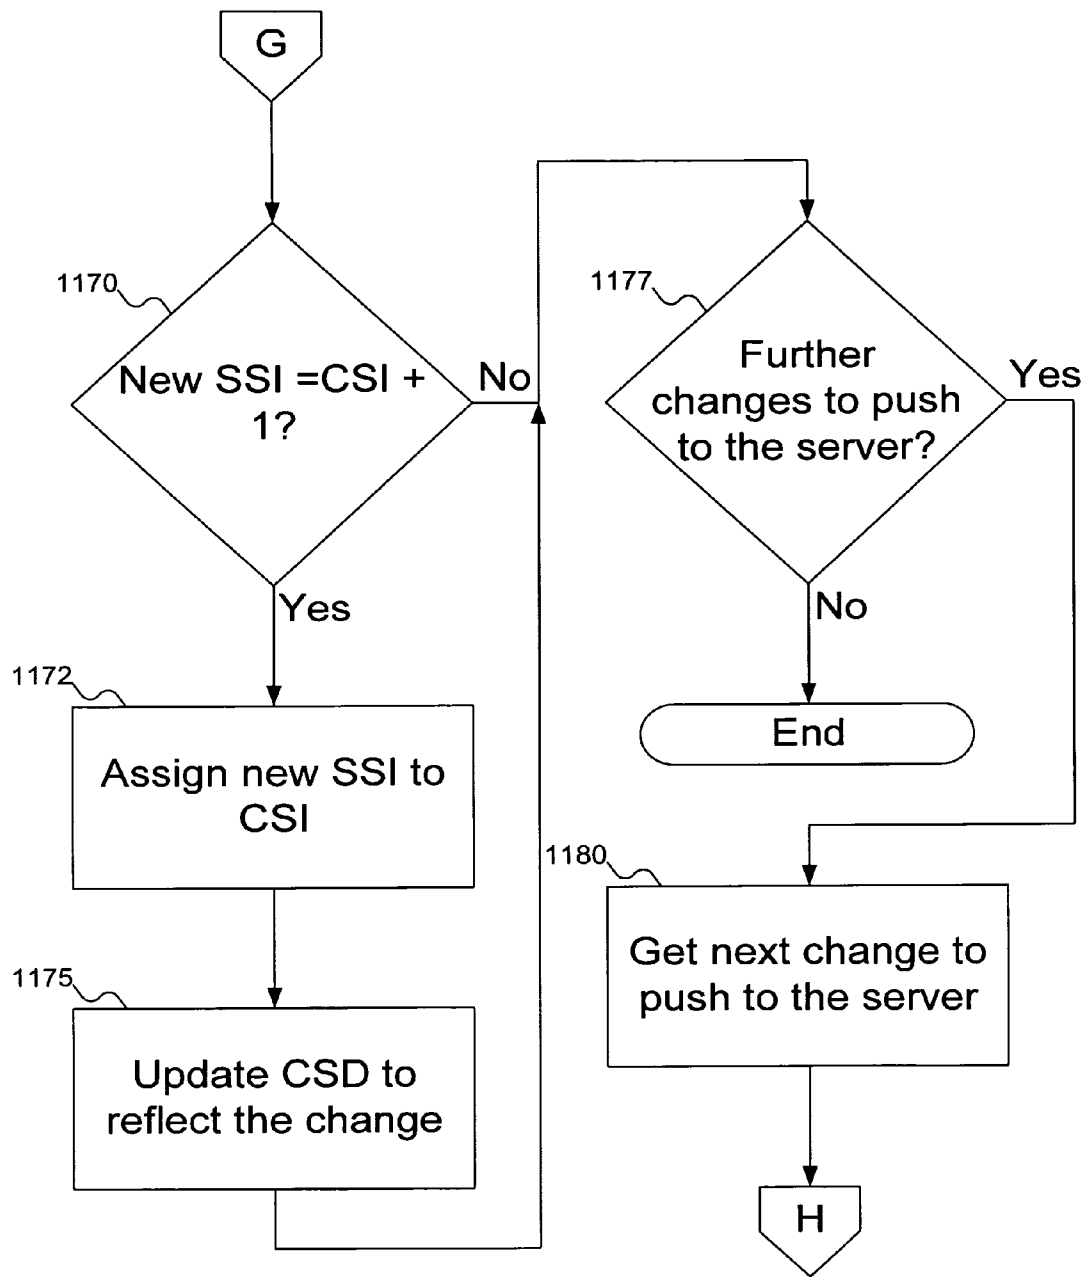 G
1170
New SSI =CSI +
1?
No
Yes
1172
Assign new SSI to
CSI
1175
Update CSD to
reflect the change
1177
Further
changes to push
to the server?
Yes
No
End
1180
Get next change to
push to the server
H